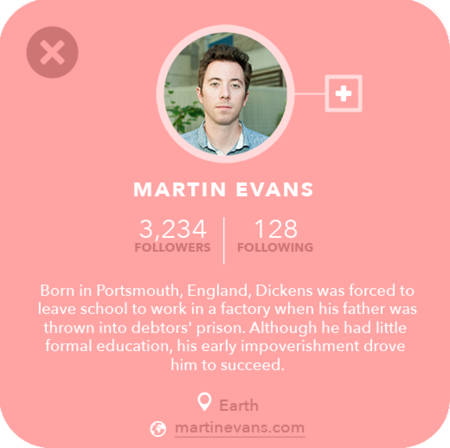 MARTIN EVANS
3,234 128
FOLLOWERS FOLLOWING
Born in Portsmouth, England, Dickens was forced to
leave school to work in a factory when his father was
thrown into debtors' prison. Although he had little
formal education, his early impoverishment drove
him to succeed.
Earth
martinevans.com